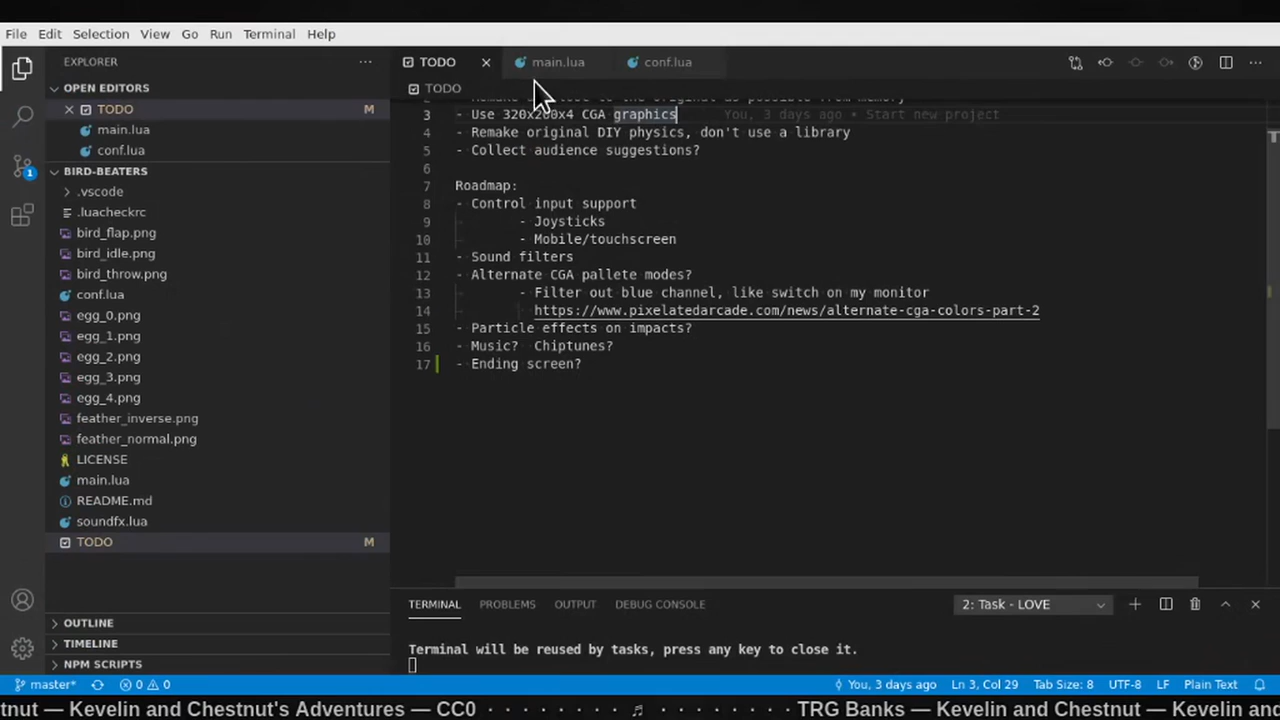 File Edit Selection View Go Run Terminal Help
EXPLORER
TODO main.lua conf.lua
OPEN EDITORS
TODO
TODO M
main.lua
conf.lua
BIRD-BEATERS
.vscode
.luacheckrc
bird_flap.png
bird_idle.png
bird_throw.png
conf.lua
egg_0.png
egg_1.png
egg_2.png
egg_3.png
egg_4.png
feather_inverse.png
feather_normal.png
LICENSE
main.lua
README.md
soundfx.lua
TODO M
OUTLINE
TIMELINE
NPM SCRIPTS
1
3 - Use 320x200x4 CGA graphics You, 3 days ago • Start new project
4 - Remake original DIY physics, don't use a library
5 - Collect audience suggestions?
6
7 Roadmap:
8 - Control input support
9 - Joysticks
10 - Mobile/touchscreen
11 - Sound filters
12 - Alternate CGA pallete modes?
13 - Filter out blue channel, like switch on my monitor
14 https://www.pixelatedarcade.com/news/alternate-cga-colors-part-2
15 - Particle effects on impacts?
16 - Music? Chiptunes?
17 - Ending screen?
TERMINAL PROBLEMS OUTPUT DEBUG CONSOLE 2: Task - LOVE
Terminal will be reused by tasks, press any key to close it.
master* 0 0 You, 3 days ago Ln 3, Col 29 Tab Size: 8 UTF-8 LF Plain Text
tnut — Kevelin and Chestnut's Adventures — CC0 · · · · · · · ♬ · · · · · · · TRG Banks — Kevelin and Chestnut — Kevelin and